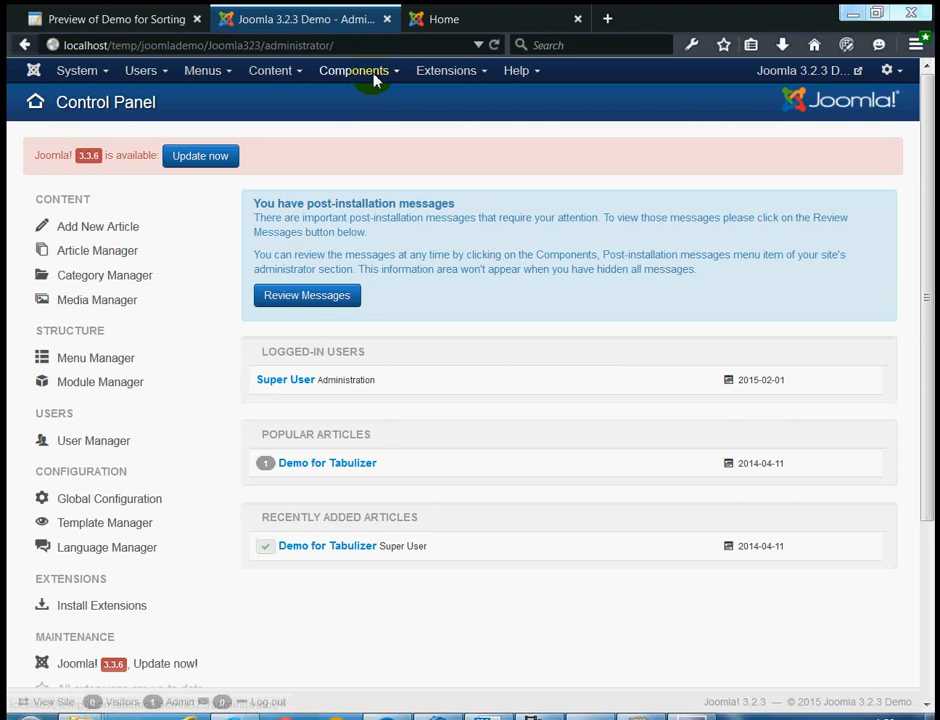 Preview of Demo for Sorting
Joomla 3.2.3 Demo - Admi...
Home
localhost/temp/joomlademo/Joomla323/administrator/
Search
System
Users
Menus
Content
Components
Extensions
Help
Joomla 3.2.3 D...
Control Panel
Joomla!
Joomla! 3.3.6 is available: Update now
CONTENT
Add New Article
Article Manager
Category Manager
Media Manager
STRUCTURE
Menu Manager
Module Manager
USERS
User Manager
CONFIGURATION
Global Configuration
Template Manager
Language Manager
EXTENSIONS
Install Extensions
MAINTENANCE
Joomla! 3.3.6, Update now!
All extensions are up to date
You have post-installation messages
There are important post-installation messages that require your attention. To view those messages please click on the Review
Messages button below.
You can review the messages at any time by clicking on the Components, Post-installation messages menu item of your site's
administrator section. This information area won't appear when you have hidden all messages.
Review Messages
LOGGED-IN USERS
Super User Administration 2015-02-01
POPULAR ARTICLES
1 Demo for Tabulizer 2014-04-11
RECENTLY ADDED ARTICLES
Demo for Tabulizer Super User 2014-04-11
View Site 0 Visitors 1 Admin 0 Log out
Joomla! 3.2.3 — © 2015 Joomla 3.2.3 Demo